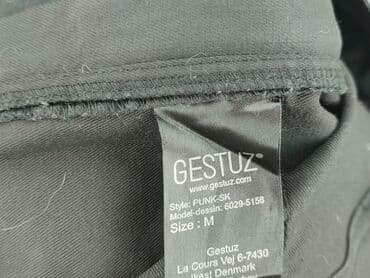 GESTUZ
www.gestuz.com
Style: PUNK-SK
Model-dessin: 6029-5156
Size : M
Gestuz
La Cours Vej 6-7430
Ikast Denmark